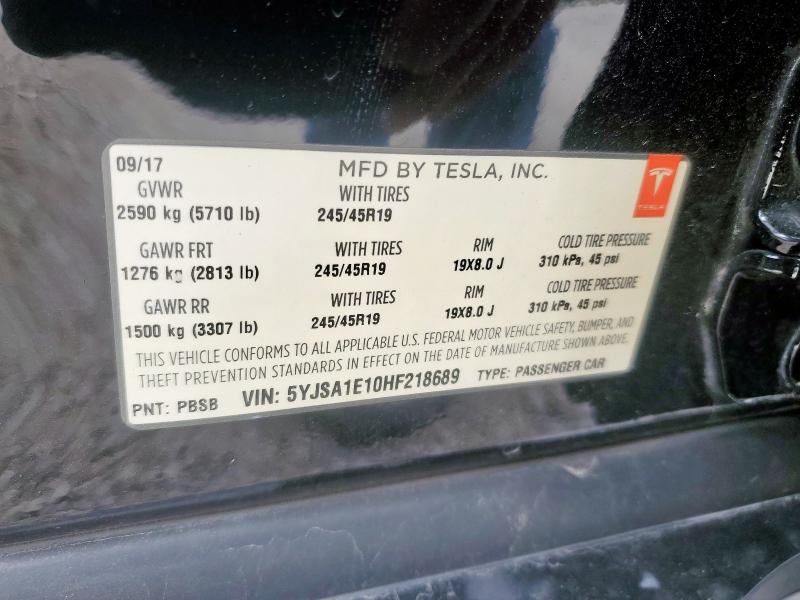 09/17 MFD BY TESLA, INC.
GVWR WITH TIRES
2590 kg (5710 lb) 245/45R19
TESLA
GAWR FRT WITH TIRES RIM COLD TIRE PRESSURE
1276 kg (2813 lb) 245/45R19 19X8.0 J 310 kPa, 45 psi
GAWR RR WITH TIRES RIM COLD TIRE PRESSURE
1500 kg (3307 lb) 245/45R19 19X8.0 J 310 kPa, 45 psi
THIS VEHICLE CONFORMS TO ALL APPLICABLE U.S. FEDERAL MOTOR VEHICLE SAFETY, BUMPER, AND
THEFT PREVENTION STANDARDS IN EFFECT ON THE DATE OF MANUFACTURE SHOWN ABOVE.
PNT: PBSB VIN: 5YJSA1E10HF218689 TYPE: PASSENGER CAR